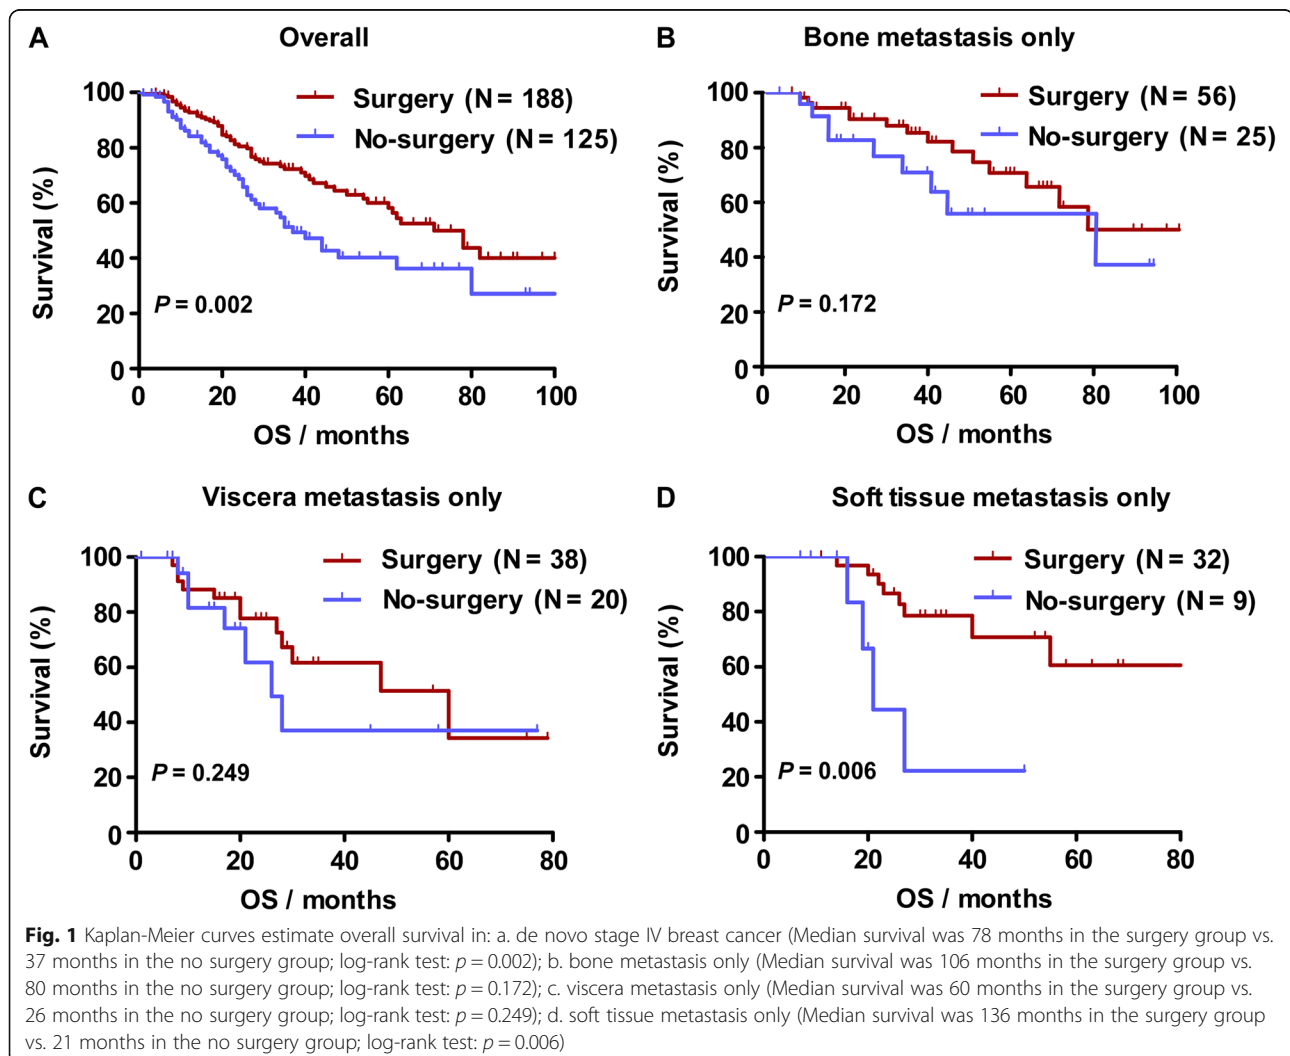 A Overall
100
80
60
40
20
0
Survival (%)
Surgery (N = 188)
No-surgery (N = 125)
P = 0.002
0 20 40 60 80 100
OS / months
B Bone metastasis only
100
80
60
40
20
0
Survival (%)
Surgery (N = 56)
No-surgery (N = 25)
P = 0.172
0 20 40 60 80 100
OS / months
C Viscera metastasis only
100
80
60
40
20
0
Survival (%)
Surgery (N = 38)
No-surgery (N = 20)
P = 0.249
0 20 40 60 80
OS / months
D Soft tissue metastasis only
100
80
60
40
20
0
Survival (%)
Surgery (N = 32)
No-surgery (N = 9)
P = 0.006
0 20 40 60 80
OS / months
Fig. 1 Kaplan-Meier curves estimate overall survival in: a. de novo stage IV breast cancer (Median survival was 78 months in the surgery group vs.
37 months in the no surgery group; log-rank test: p = 0.002); b. bone metastasis only (Median survival was 106 months in the surgery group vs.
80 months in the no surgery group; log-rank test: p = 0.172); c. viscera metastasis only (Median survival was 60 months in the surgery group vs.
26 months in the no surgery group; log-rank test: p = 0.249); d. soft tissue metastasis only (Median survival was 136 months in the surgery group
vs. 21 months in the no surgery group; log-rank test: p = 0.006)